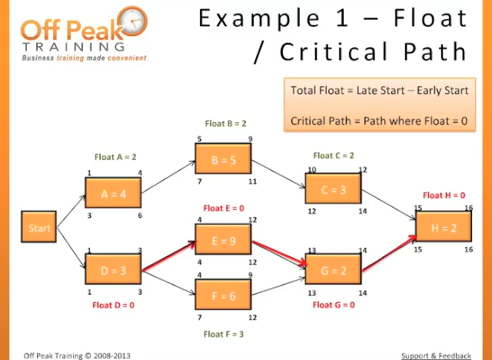 Off Peak
TRAINING
Business training made convenient
Example 1 – Float
/ Critical Path
Total Float = Late Start – Early Start
Critical Path = Path where Float = 0
Float B = 2
5 9
B = 5
7 11
Float A = 2
1 4
A = 4
3 6
Float C = 2
10 12
C = 3
12 14
Float E = 0
4 12
E = 9
4 12
Float H = 0
15 16
H = 2
15 16
Start
1 3
D = 3
1 3
Float D = 0
13 14
G = 2
13 14
Float G = 0
4 9
F = 6
7 12
Float F = 3
Off Peak Training © 2008-2013
Support & Feedback